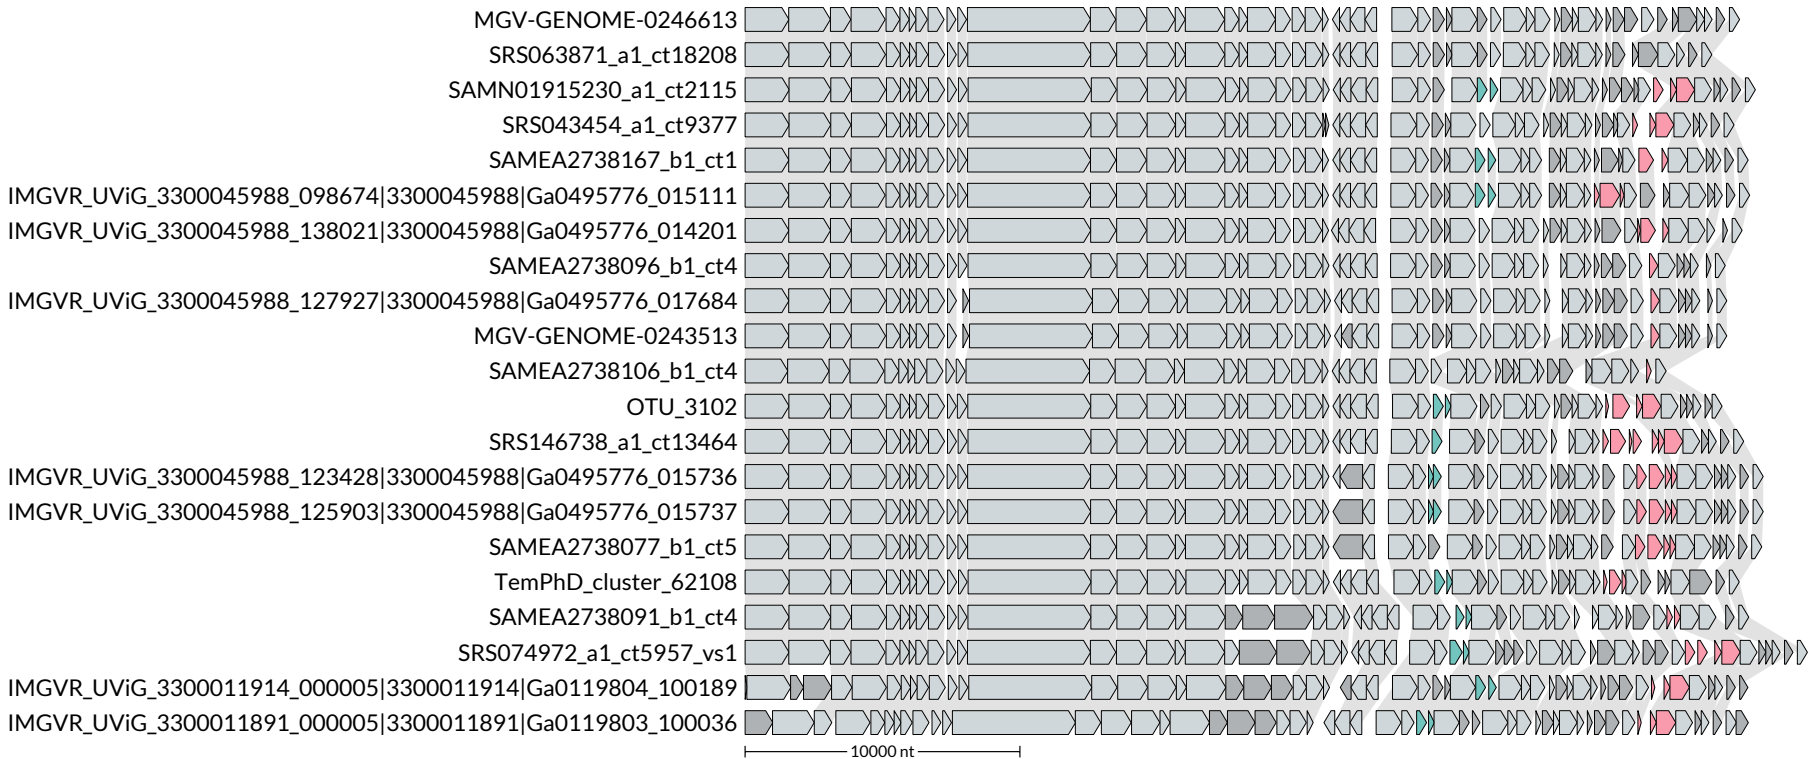 MGV-GENOME-0246613
SRS063871_a1_ct18208
SAMN01915230_a1_ct2115
SRS043454_a1_ct9377
SAMEA2738167_b1_ct1
IMGVR_UViG_3300045988_098674|3300045988|Ga0495776_015111
IMGVR_UViG_3300045988_138021|3300045988|Ga0495776_014201
SAMEA2738096_b1_ct4
IMGVR_UViG_3300045988_127927|3300045988|Ga0495776_017684
MGV-GENOME-0243513
SAMEA2738106_b1_ct4
OTU_3102
SRS146738_a1_ct13464
IMGVR_UViG_3300045988_123428|3300045988|Ga0495776_015736
IMGVR_UViG_3300045988_125903|3300045988|Ga0495776_015737
SAMEA2738077_b1_ct5
TemPhD_cluster_62108
SAMEA2738091_b1_ct4
SRS074972_a1_ct5957_vs1
IMGVR_UViG_3300011914_000005|3300011914|Ga0119804_100189
IMGVR_UViG_3300011891_000005|3300011891|Ga0119803_100036
10000 nt